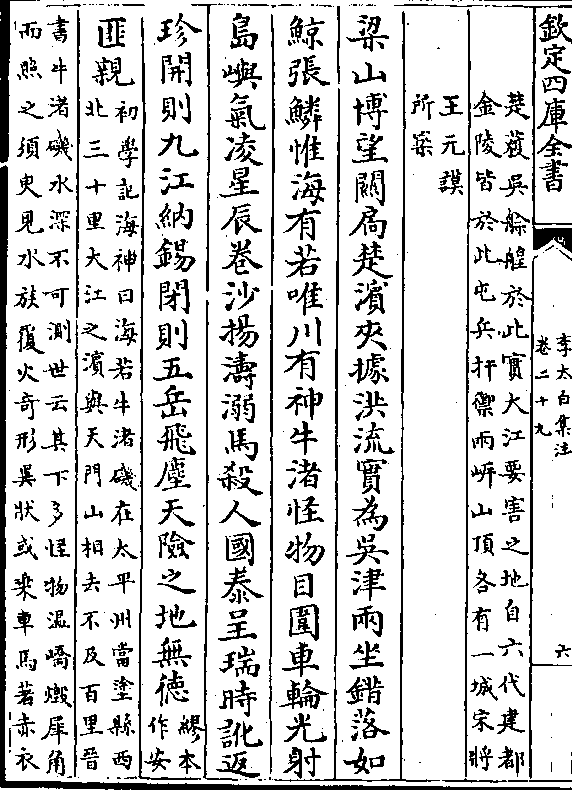 欽定四庫全書
李太白集注
卷二十九
六
楚獲吳艅艎於此實大江要害之地自六代建都
金陵皆於此屯兵扞禦兩岍山頂各有一城宋將
王元謨
所築
梁山博望關扃楚濵夾據洪流實為吳津兩坐錯落如
鯨張鱗惟海有若唯川有神牛渚怪物目圍車輪光射
島嶼氣凌星辰卷沙揚濤溺馬殺人國泰呈瑞時訛返
珍開則九江納錫閉則五岳飛塵天險之地無德
繆本
作安
匪親
初學記海神曰海若牛渚磯在太平州當塗縣西
北三十里大江之濵與天門山相去不及百里晉
書牛渚磯水深不可測世云其下多怪物溫嶠燬犀角
而照之須臾見水族覆火奇形異狀或乗車馬著赤衣